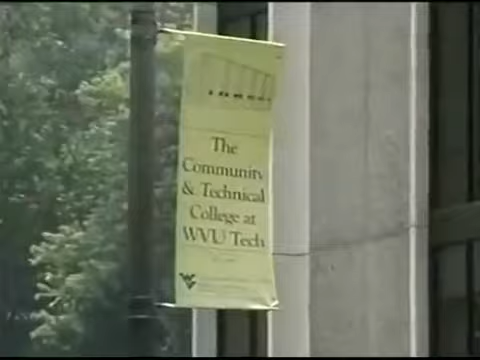 The
Community
& Technical
College at
WVU Tech